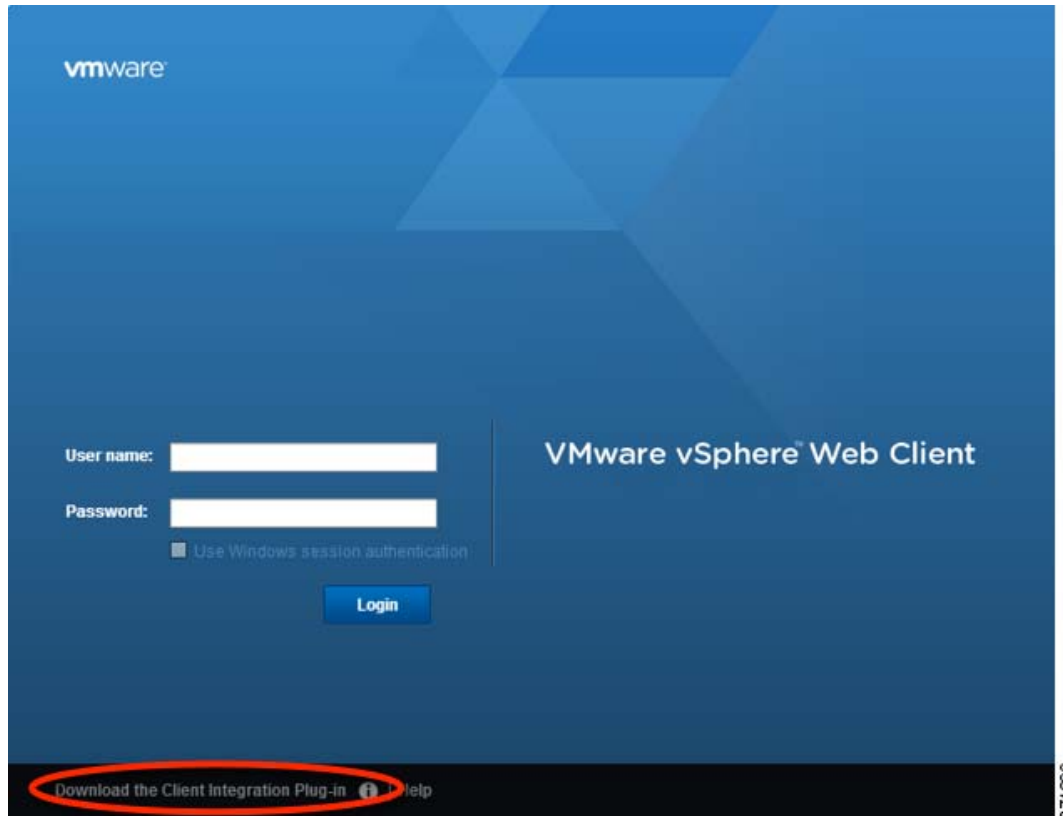 vmware
User name:
VMware vSphere™ Web Client
Password:
Use Windows session authentication
Login
Download the Client Integration Plug-in
Help